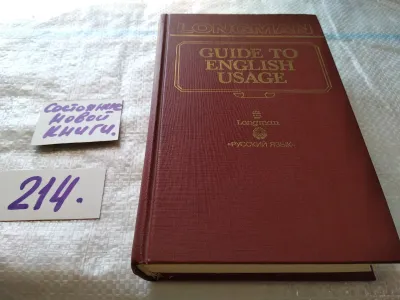 LONGMAN
GUIDE TO
ENGLISH
USAGE
Longman
«РУССКИЙ ЯЗЫК»
Состояние
новой
книги.
214.